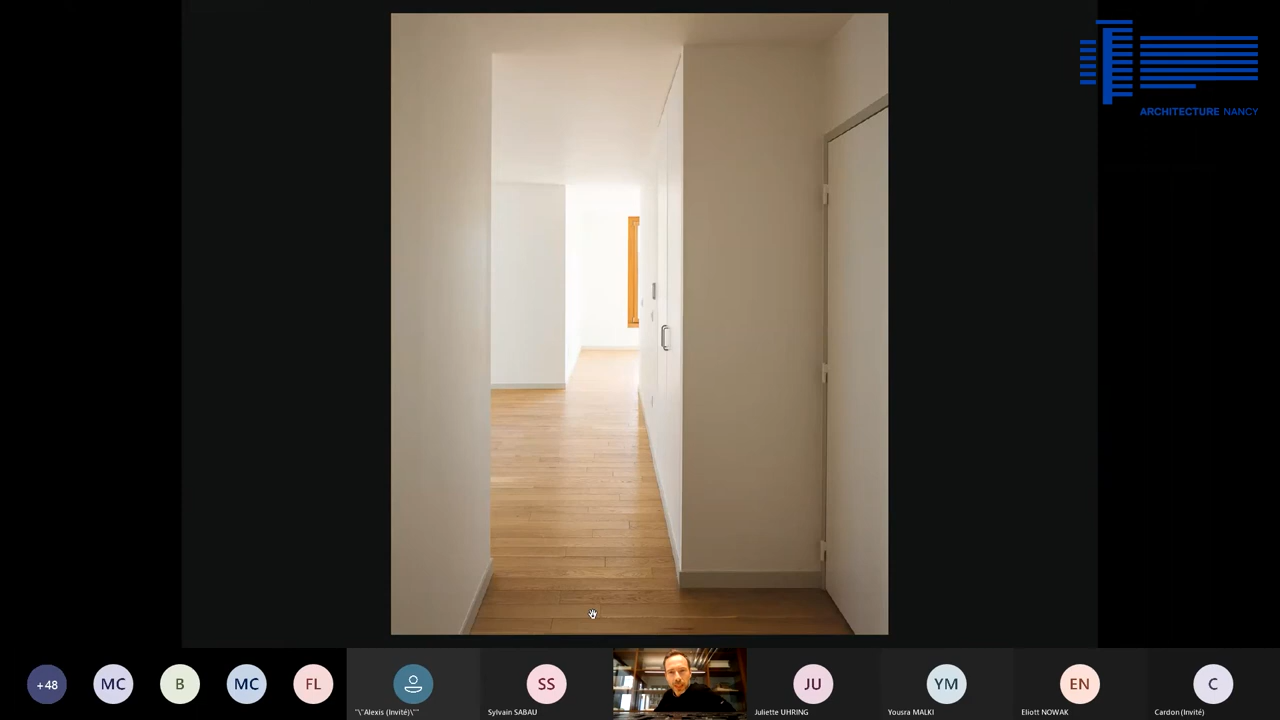 ARCHITECTURE NANCY
+48
MC
B
MC
FL
SS
JU
YM
EN
C
"\"Alexis (Invité)\""
Sylvain SABAU
Juliette UHRING
Yousra MALKI
Eliott NOWAK
Cardon (Invité)